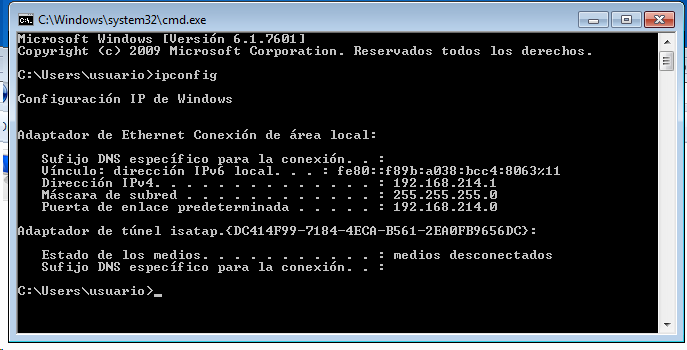 C:\Windows\system32\cmd.exe
Microsoft Windows [Versión 6.1.7601]
Copyright (c) 2009 Microsoft Corporation. Reservados todos los derechos.
C:\Users\usuario>ipconfig
Configuración IP de Windows
Adaptador de Ethernet Conexión de área local:
Sufijo DNS específico para la conexión. . :
Vínculo: dirección IPv6 local. . . : fe80::f89b:a038:bcc4:8063%11
Dirección IPv4. . . . . . . . . . . . . . : 192.168.214.1
Máscara de subred . . . . . . . . . . . . : 255.255.255.0
Puerta de enlace predeterminada . . . . . : 192.168.214.0
Adaptador de túnel isatap.{DC414F99-7184-4ECA-B561-2EA0FB9656DC}:
Estado de los medios. . . . . . . . . . . : medios desconectados
Sufijo DNS específico para la conexión. . :
C:\Users\usuario>_